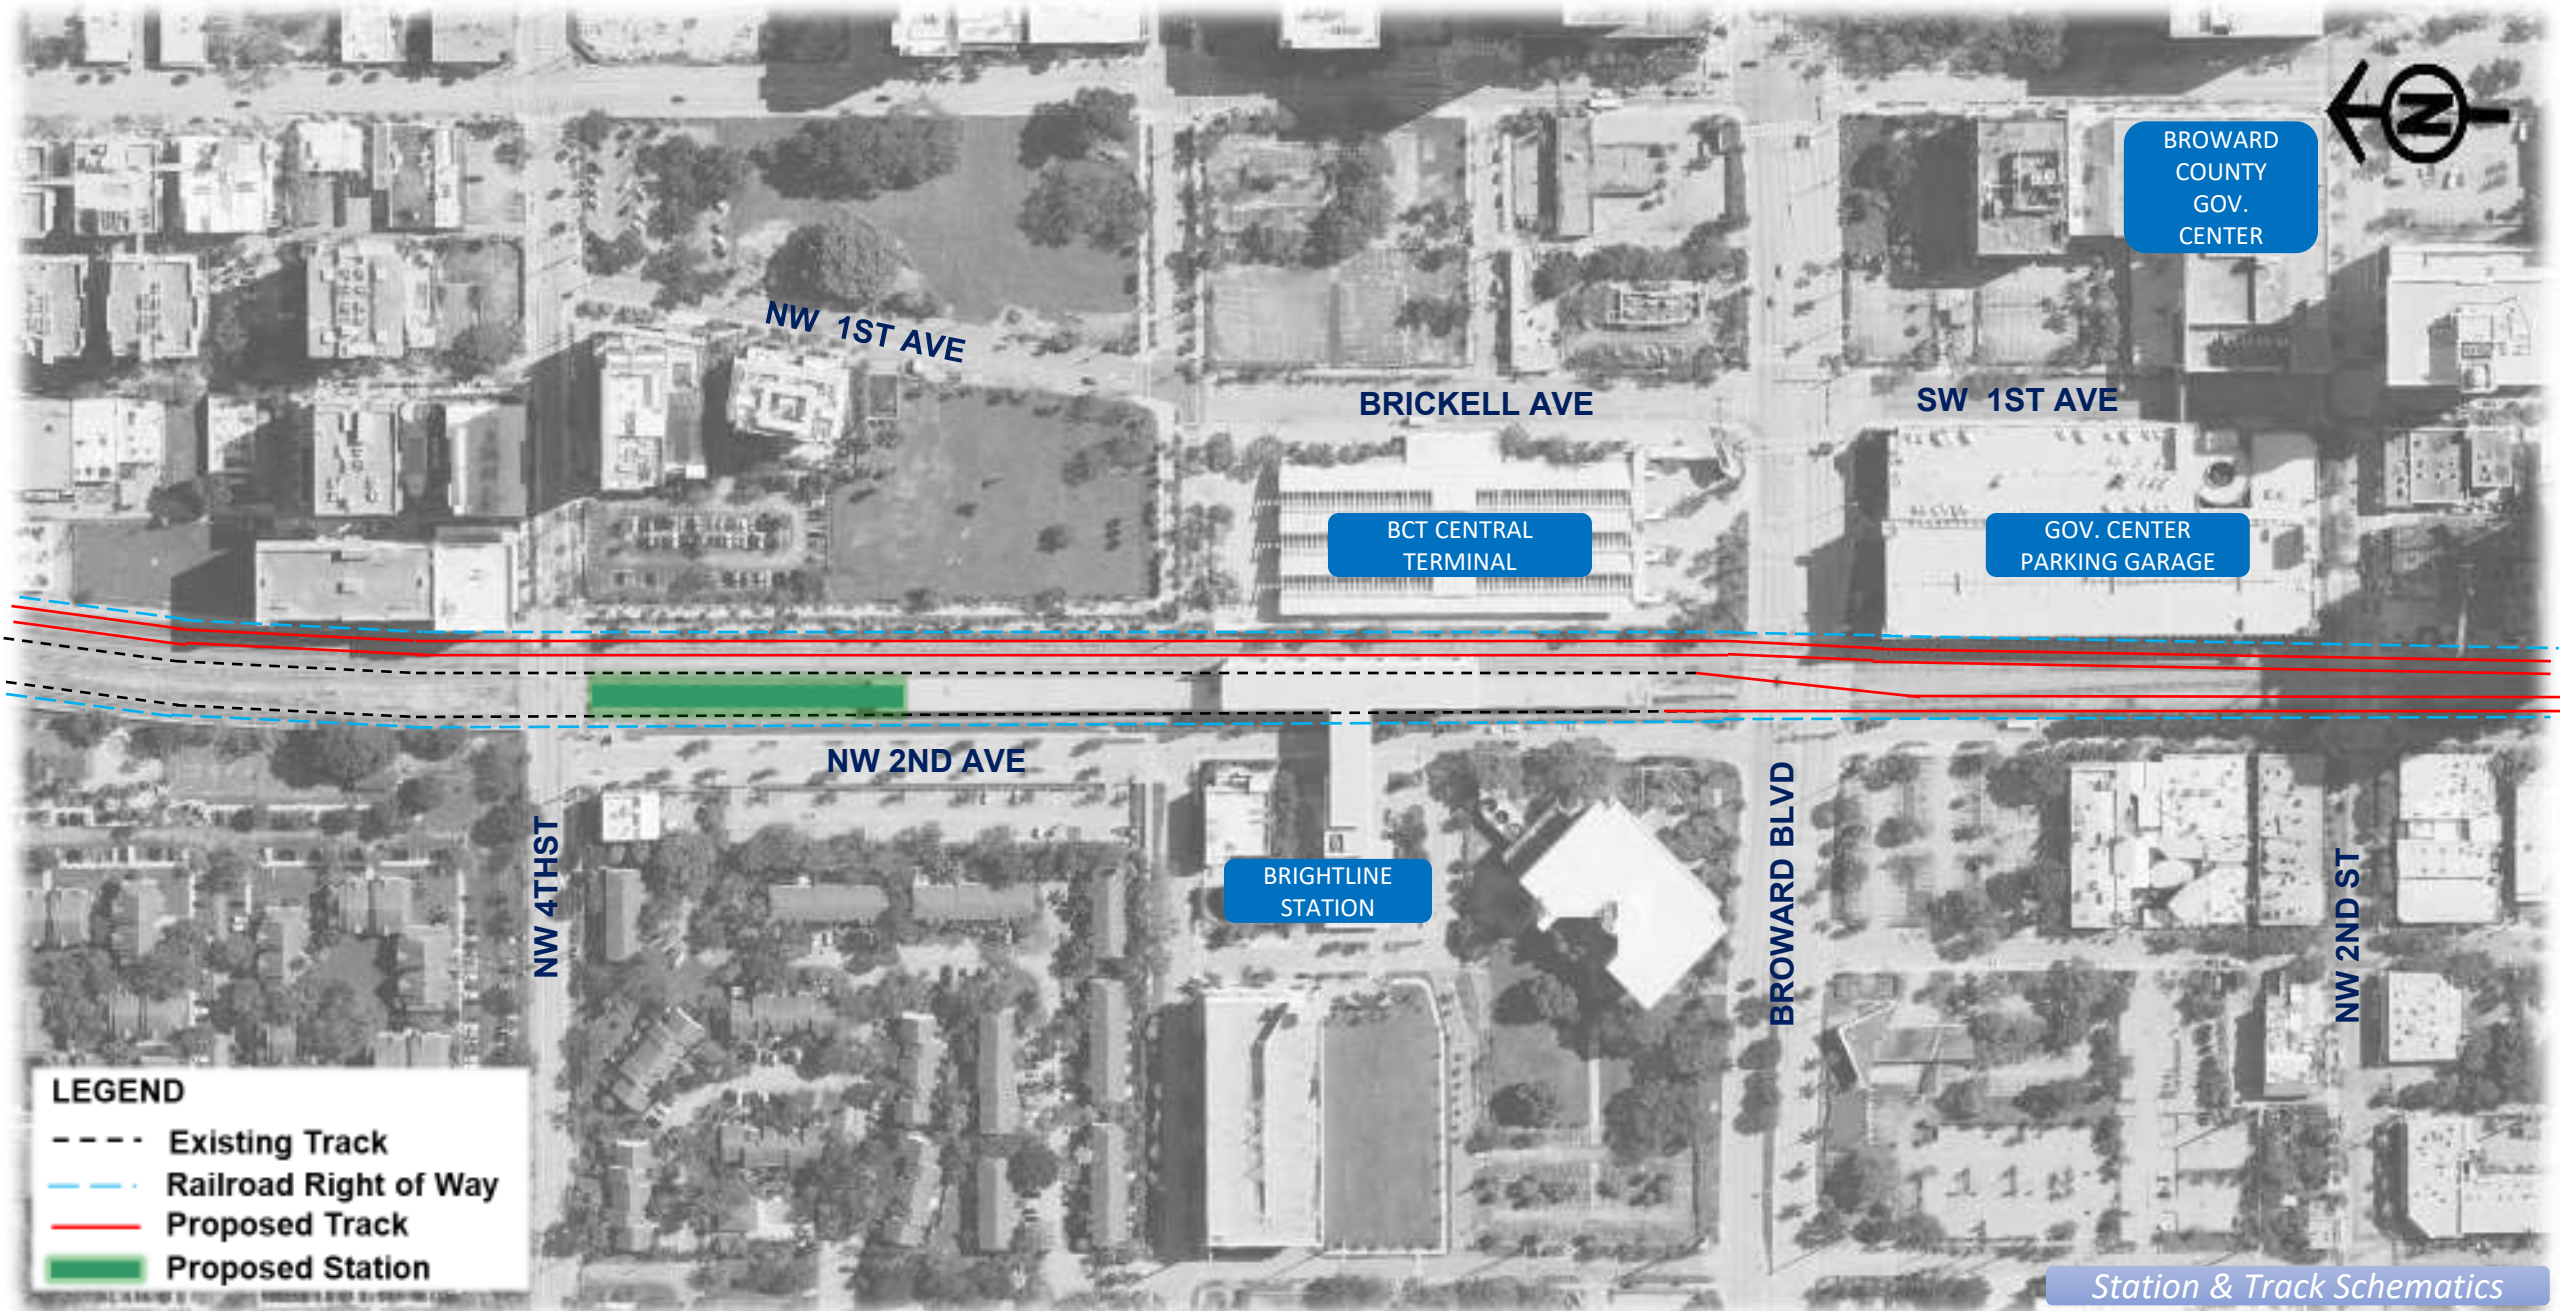 N
BROWARD
COUNTY
GOV.
CENTER
NW 1ST AVE
BRICKELL AVE
SW 1ST AVE
BCT CENTRAL
TERMINAL
GOV. CENTER
PARKING GARAGE
NW 2ND AVE
NW 4THST
BRIGHTLINE
STATION
BROWARD BLVD
NW 2ND ST
LEGEND
Existing Track
Railroad Right of Way
Proposed Track
Proposed Station
Station & Track Schematics